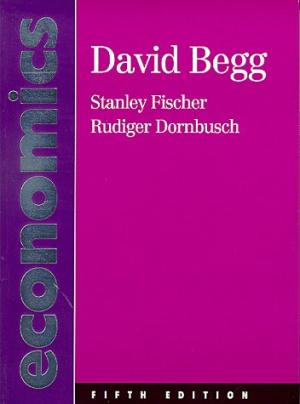 economics
David Begg
Stanley Fischer
Rudiger Dornbusch
FIFTH EDITION